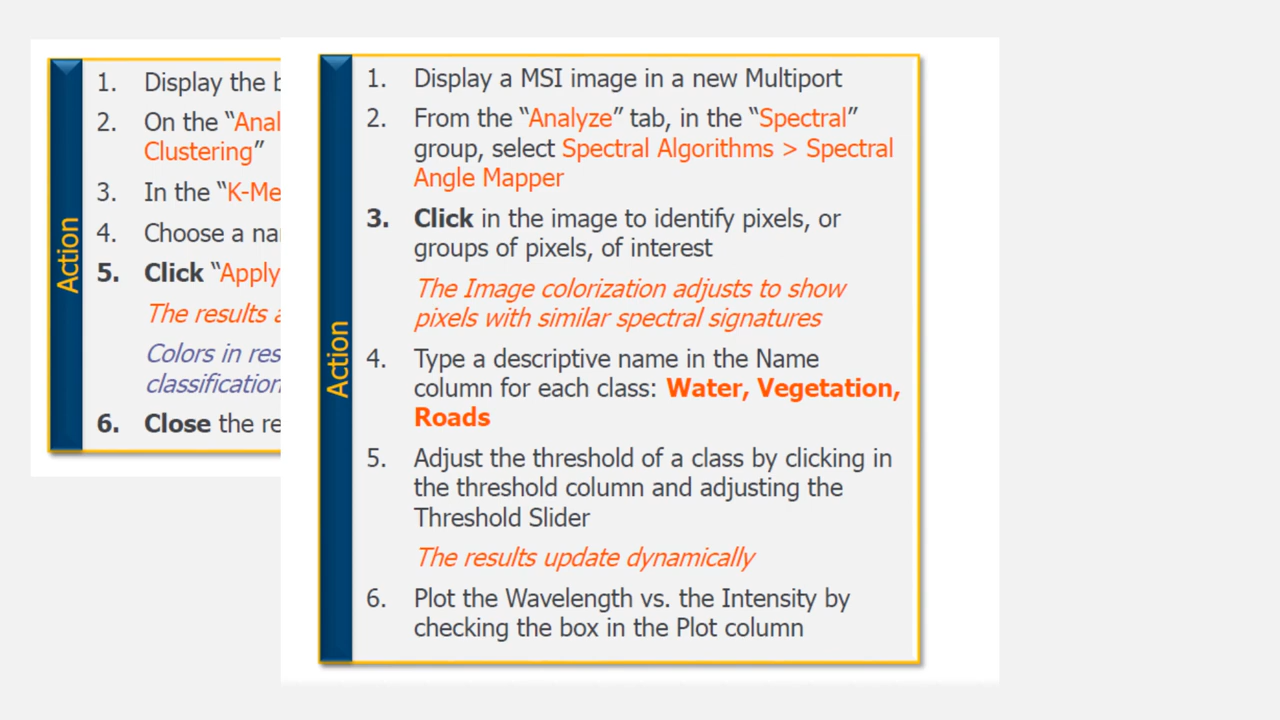 Action
1. Display the
2. On the “Anal
Clustering”
3. In the “K-Me
4. Choose a na
5. Click “Apply
The results
Colors in res
classification
6. Close the re
Action
1. Display a MSI image in a new Multiport
2. From the “Analyze” tab, in the “Spectral”
group, select Spectral Algorithms > Spectral
Angle Mapper
3. Click in the image to identify pixels, or
groups of pixels, of interest
The Image colorization adjusts to show
pixels with similar spectral signatures
4. Type a descriptive name in the Name
column for each class: Water, Vegetation,
Roads
5. Adjust the threshold of a class by clicking in
the threshold column and adjusting the
Threshold Slider
The results update dynamically
6. Plot the Wavelength vs. the Intensity by
checking the box in the Plot column